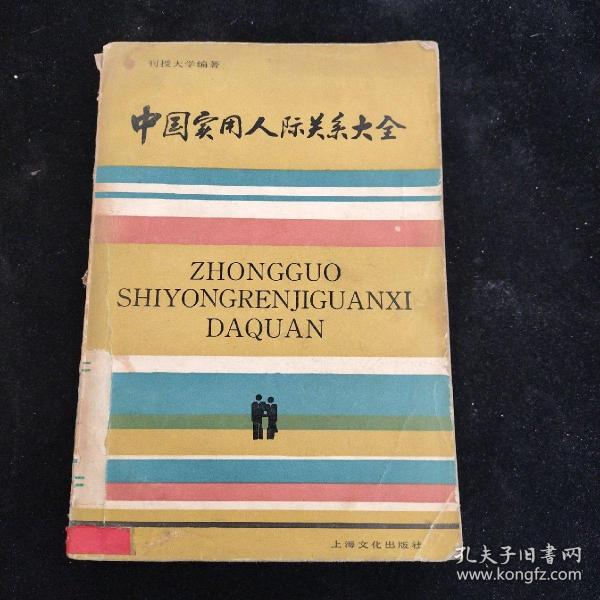 刊授大学编著
中国实用人际关系大全
ZHONGGUO
SHIYONGRENJIGUANXI
DAQUAN
上海文化出版社
孔夫子旧书网
www.kongfz.com